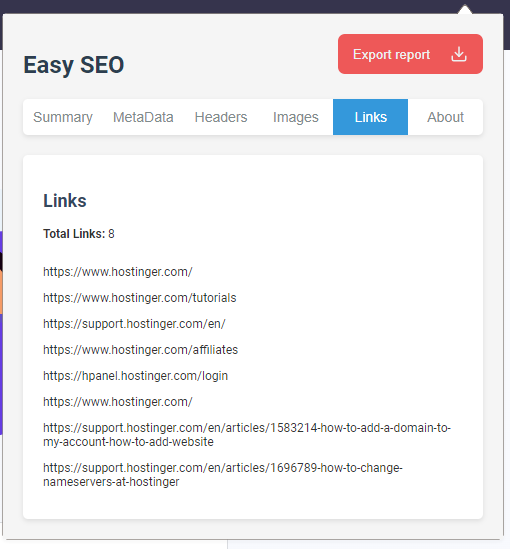 Easy SEO
Export report
Summary MetaData Headers Images Links About
Links
Total Links: 8
https://www.hostinger.com/
https://www.hostinger.com/tutorials
https://support.hostinger.com/en/
https://www.hostinger.com/affiliates
https://hpanel.hostinger.com/login
https://www.hostinger.com/
https://support.hostinger.com/en/articles/1583214-how-to-add-a-domain-to-
my-account-how-to-add-website
https://support.hostinger.com/en/articles/1696789-how-to-change-
nameservers-at-hostinger